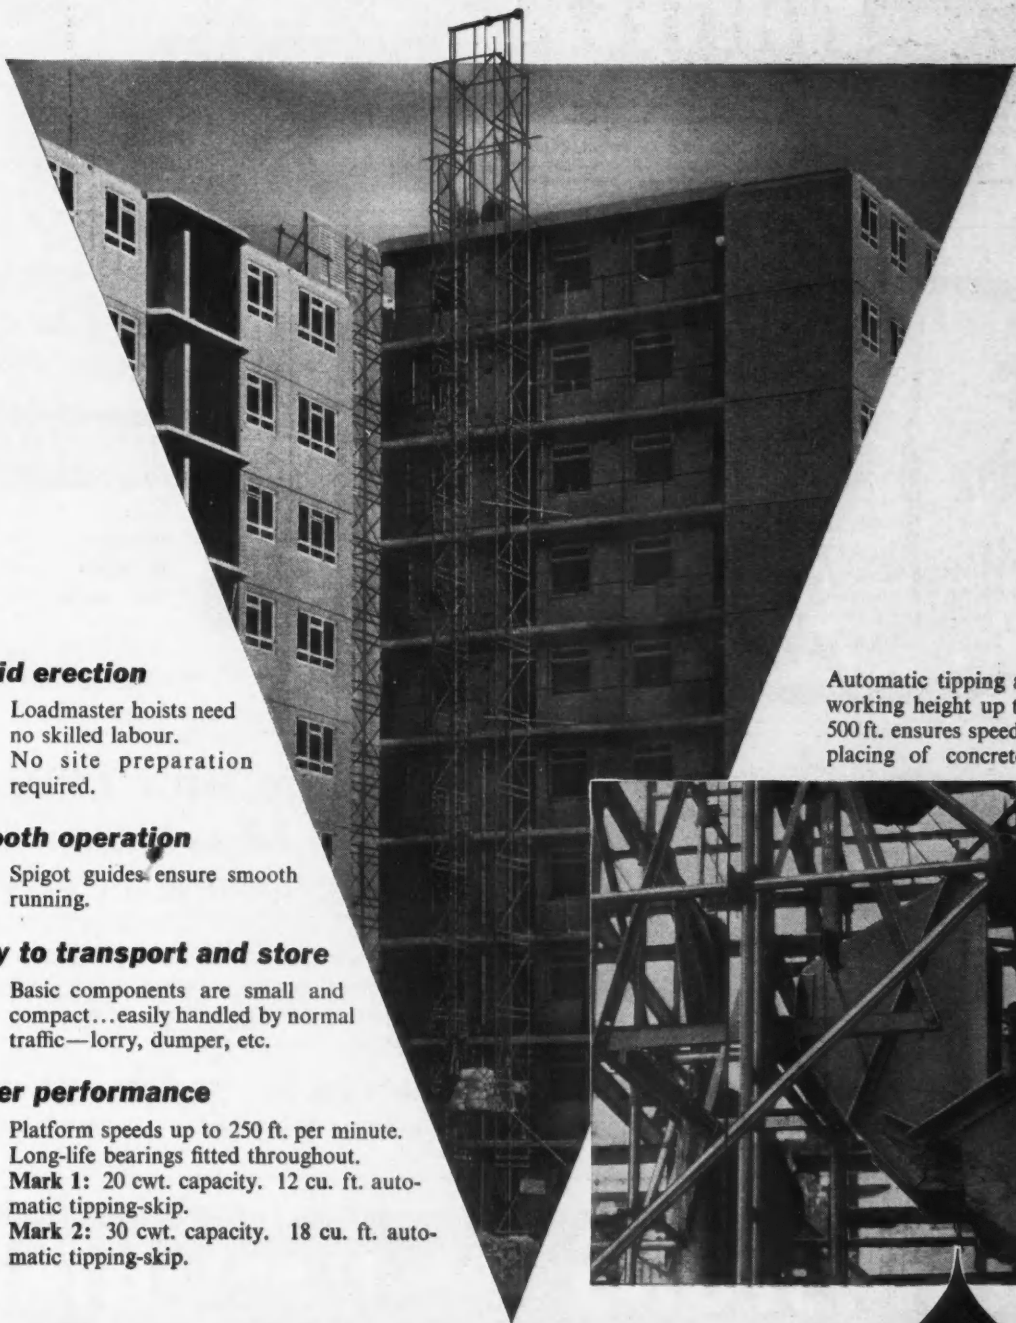 id erection
Loadmaster hoists need
no skilled labour.
No site preparation
required.
oth operation
Spigot guides ensure smooth
running.
y to transport and store
Basic components are small and
compact...easily handled by normal
traffic—lorry, dumper, etc.
er performance
Platform speeds up to 250 ft. per minute.
Long-life bearings fitted throughout.
Mark 1: 20 cwt. capacity. 12 cu. ft. auto-
matic tipping-skip.
Mark 2: 30 cwt. capacity. 18 cu. ft. auto-
matic tipping-skip.
Automatic tipping a
working height up t
500 ft. ensures speed
placing of concret